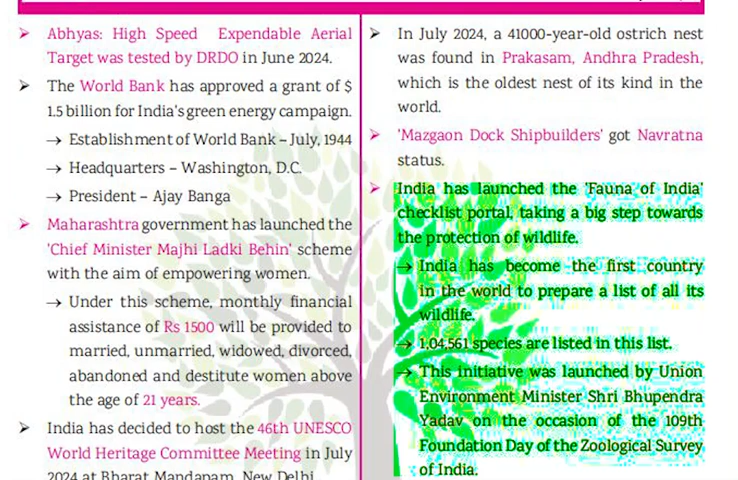 ➢ Abhyas: High Speed Expendable Aerial
Target was tested by DRDO in June 2024.
➢ The World Bank has approved a grant of $
1.5 billion for India's green energy campaign.
→ Establishment of World Bank – July, 1944
→ Headquarters – Washington, D.C.
→ President – Ajay Banga
➢ Maharashtra government has launched the
'Chief Minister Majhi Ladki Behin' scheme
with the aim of empowering women.
→ Under this scheme, monthly financial
assistance of Rs 1500 will be provided to
married, unmarried, widowed, divorced,
abandoned and destitute women above
the age of 21 years.
➢ India has decided to host the 46th UNESCO
World Heritage Committee Meeting in July
2024 at Bharat Mandapam, New Delhi
➢ In July 2024, a 41000-year-old ostrich nest
was found in Prakasam, Andhra Pradesh,
which is the oldest nest of its kind in the
world.
➢ 'Mazgaon Dock Shipbuilders' got Navratna
status.
➢ India has launched the 'Fauna of India'
checklist portal, taking a big step towards
the protection of wildlife.
→ India has become the first country
in the world to prepare a list of all its
wildlife.
→ 1,04,561 species are listed in this list.
→ This initiative was launched by Union
Environment Minister Shri Bhupendra
Yadav on the occasion of the 109th
Foundation Day of the Zoological Survey
of India.